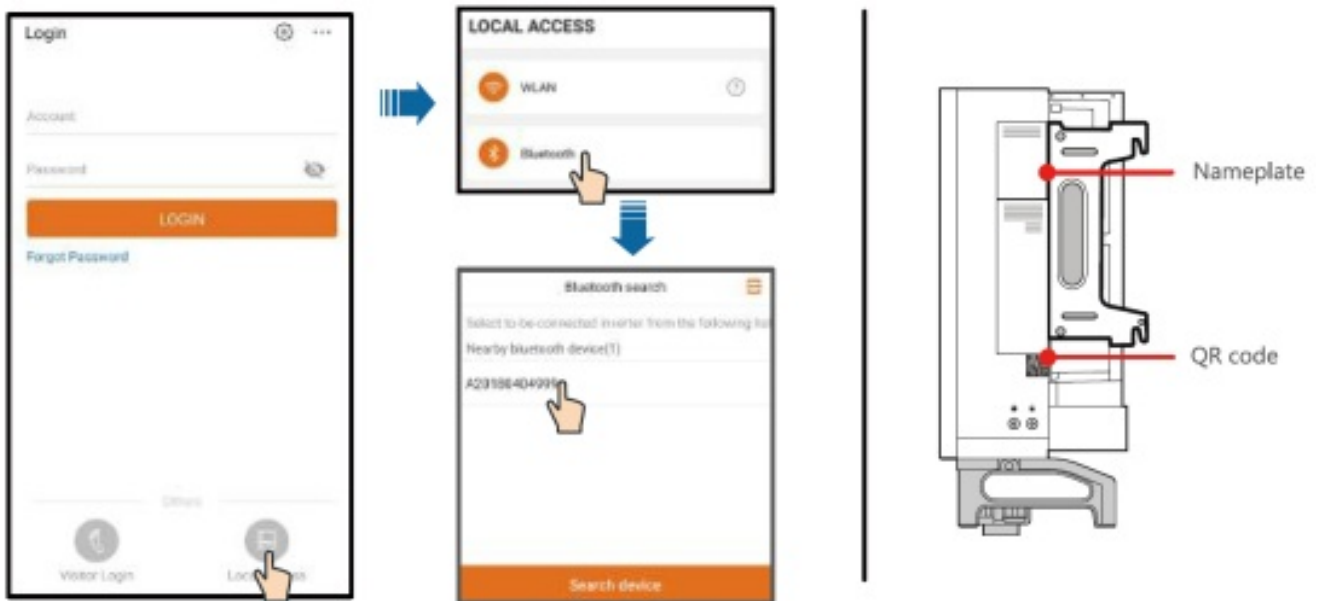 Login
Account
Password
LOGIN
Forgot Password
Others
Visitor Login
LOCAL ACCESS
WLAN
Bluetooth
Bluetooth search
Select to be connected inverter from the following
Nearby bluetooth device(1)
A20180404999
Search device
Nameplate
QR code